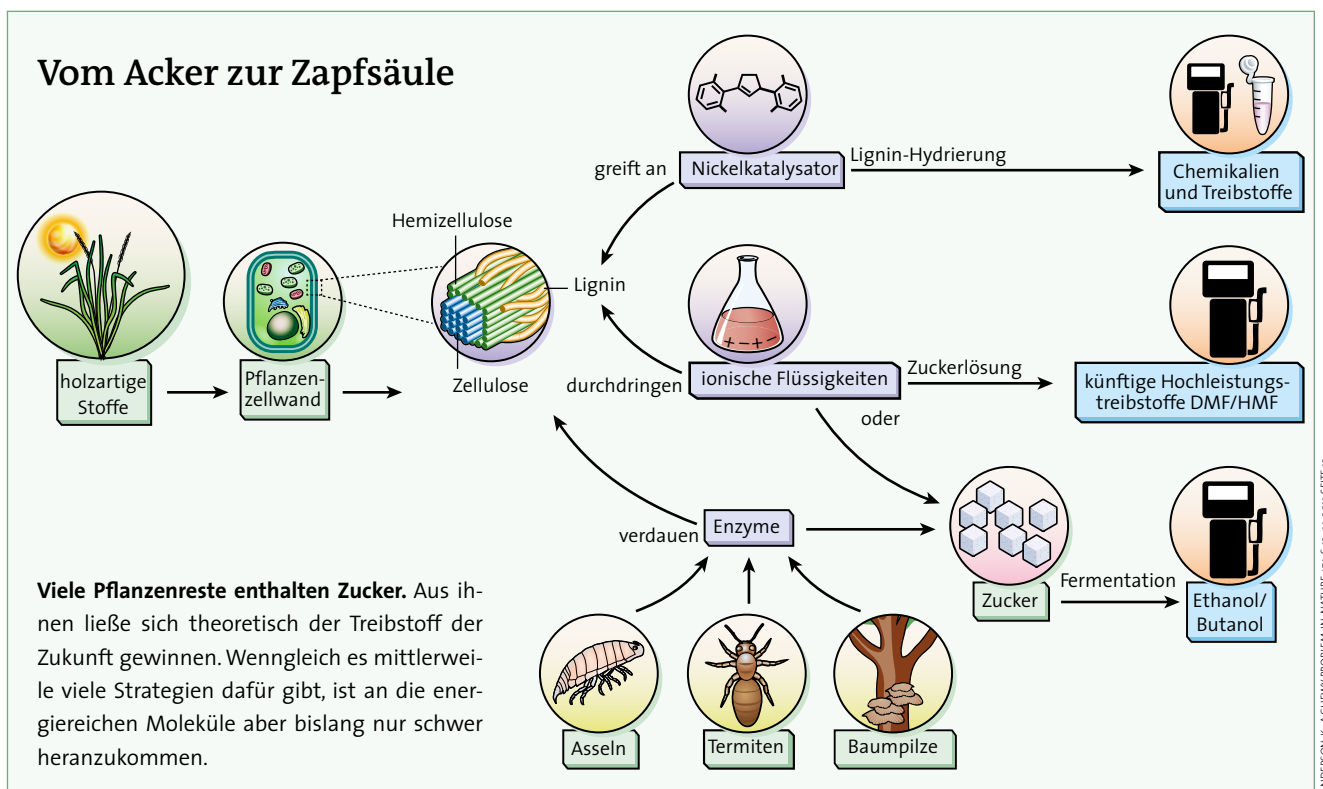 Vom Acker zur Zapfsäule
greift an
Nickelkatalysator
Lignin-Hydrierung
Chemikalien
und Treibstoffe
Hemizellulose
Lignin
Zellulose
holzartige
Stoffe
Pflanzen-
zellwand
durchdringen
ionische Flüssigkeiten
Zuckerlösung
künftige Hochleistungs-
treibstoffe DMF/HMF
oder
verdauen
Enzyme
Zucker
Fermentation
Ethanol/
Butanol
Asseln
Termiten
Baumpilze
Viele Pflanzenreste enthalten Zucker. Aus ih-
nen ließe sich theoretisch der Treibstoff der
Zukunft gewinnen. Wenngleich es mittlerwei-
le viele Strategien dafür gibt, ist an die ener-
giereichen Moleküle aber bislang nur schwer
heranzukommen.